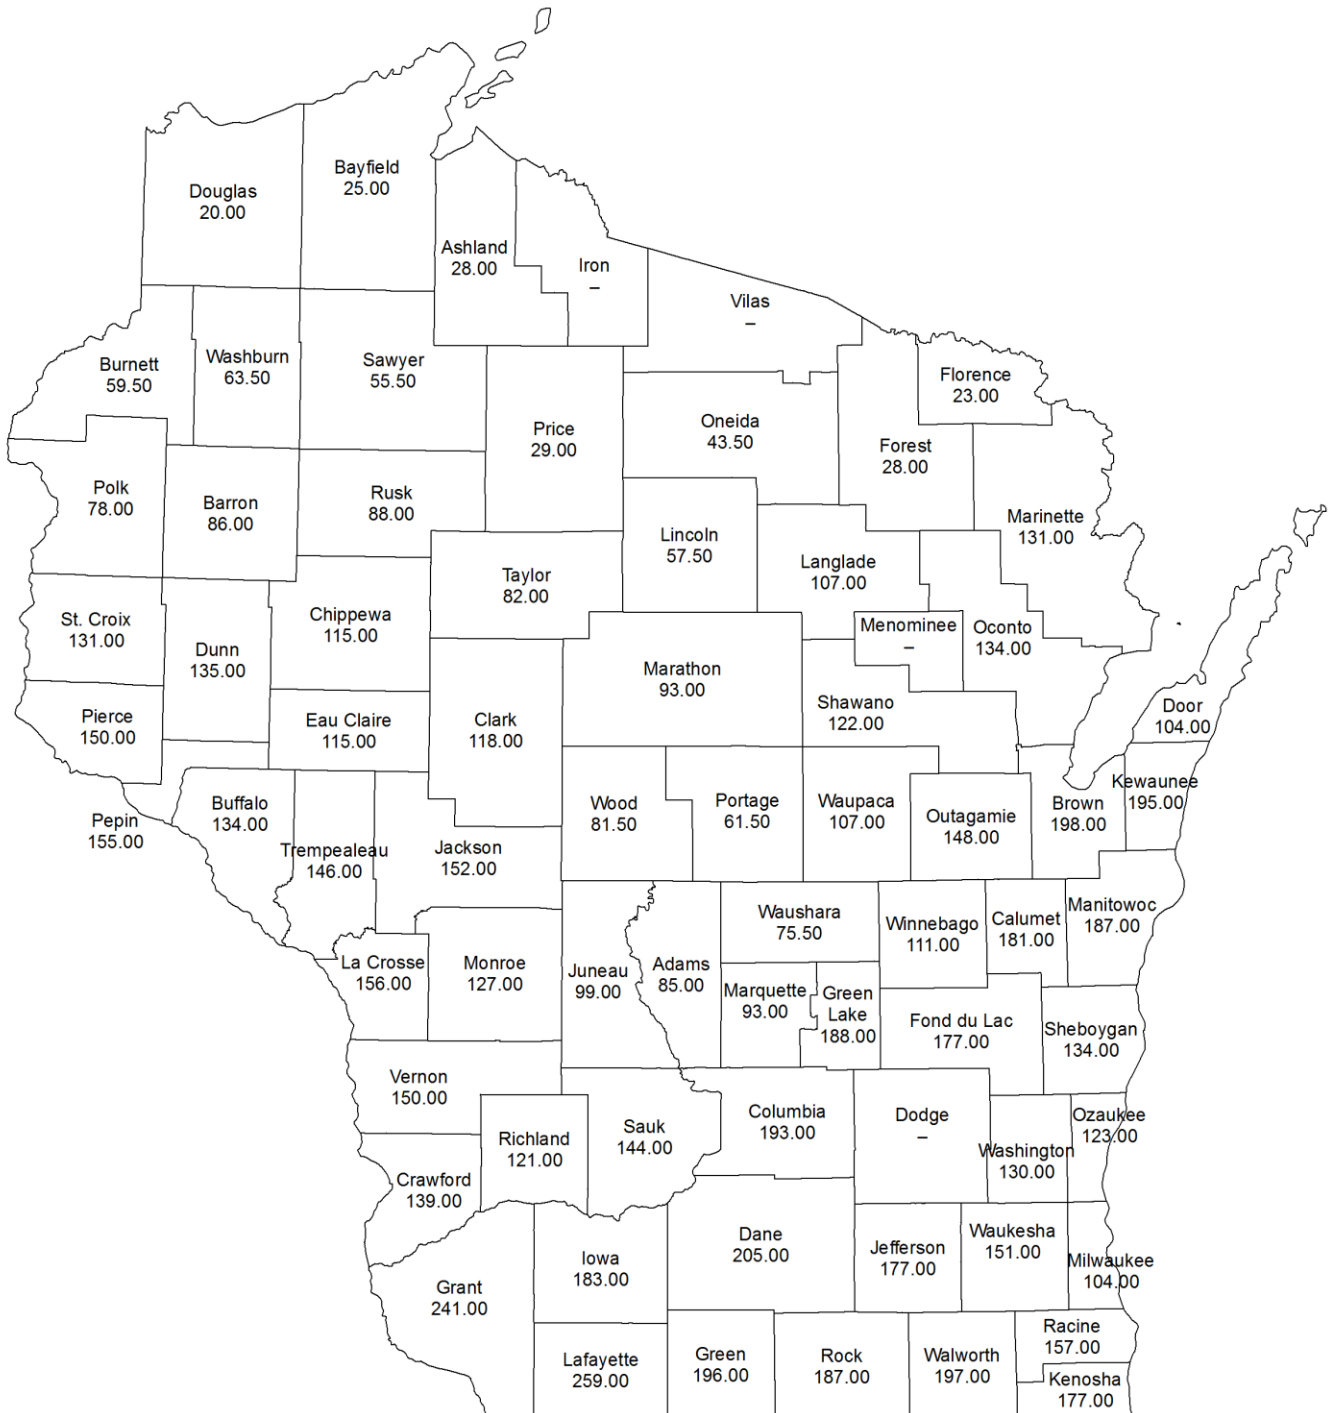 Bayfield
25.00
Douglas
20.00
Ashland
28.00
Iron
–
Vilas
–
Burnett
59.50
Washburn
63.50
Sawyer
55.50
Florence
23.00
Price
29.00
Oneida
43.50
Forest
28.00
Polk
78.00
Barron
86.00
Rusk
88.00
Marinette
131.00
Lincoln
57.50
Langlade
107.00
Taylor
82.00
St. Croix
131.00
Chippewa
115.00
Dunn
135.00
Menominee
–
Oconto
134.00
Marathon
93.00
Shawano
122.00
Door
104.00
Pierce
150.00
Eau Claire
115.00
Clark
118.00
Kewaunee
195.00
Buffalo
134.00
Wood
81.50
Portage
61.50
Waupaca
107.00
Outagamie
148.00
Brown
198.00
Pepin
155.00
Trempealeau
146.00
Jackson
152.00
Waushara
75.50
Winnebago
111.00
Calumet
181.00
Manitowoc
187.00
La Crosse
156.00
Monroe
127.00
Juneau
99.00
Adams
85.00
Marquette
93.00
Green
Lake
188.00
Fond du Lac
177.00
Sheboygan
134.00
Vernon
150.00
Richland
121.00
Sauk
144.00
Columbia
193.00
Dodge
–
Washington
130.00
Ozaukee
123.00
Crawford
139.00
Iowa
183.00
Dane
205.00
Jefferson
177.00
Waukesha
151.00
Milwaukee
104.00
Grant
241.00
Lafayette
259.00
Green
196.00
Rock
187.00
Walworth
197.00
Racine
157.00
Kenosha
177.00